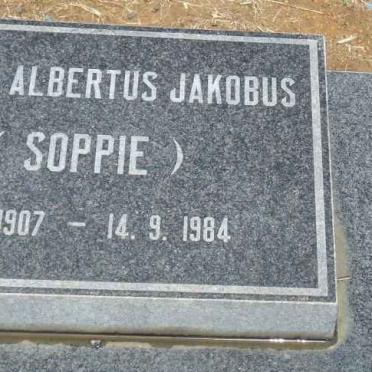 ALBERTUS JAKOBUS
( SOPPIE )
1907 - 14. 9. 1984